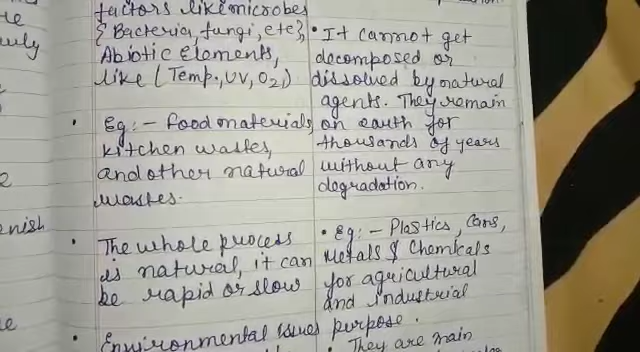 te
factors like microbes
{ Bacteria, fungi, etc},
Abiotic Elements,
like (Temp., UV, O2,)
• Eg:- Food materials,
kitchen wastes,
and other natural
wastes.
enish
• The whole process
is natural, it can
be rapid or slow
• Environmental issues
• It cannot get
decomposed or
dissolved by natural
agents. They remain
on earth for
thousands of years
without any
degradation.
• Eg:- Plastics, Cans,
Metals & Chemicals
for agricultural
and industrial
purpose.
• They are main